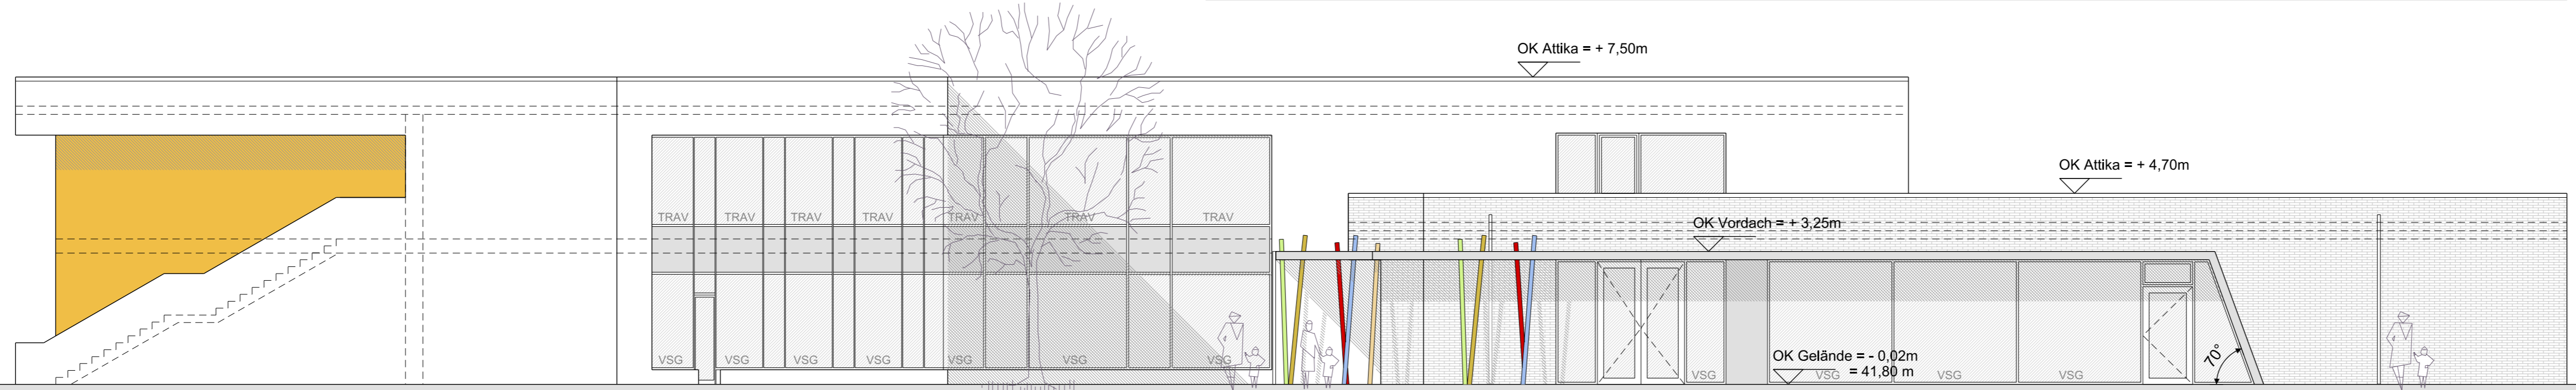 OK Attika = + 7,50m
OK Attika = + 4,70m
TRAV TRAV TRAV TRAV TRAV TRAV TRAV
OK Vordach = + 3,25m
OK Gelände = - 0,02m
= 41,80 m
70°
VSG VSG VSG VSG VSG VSG VSG VSG VSG VSG VSG